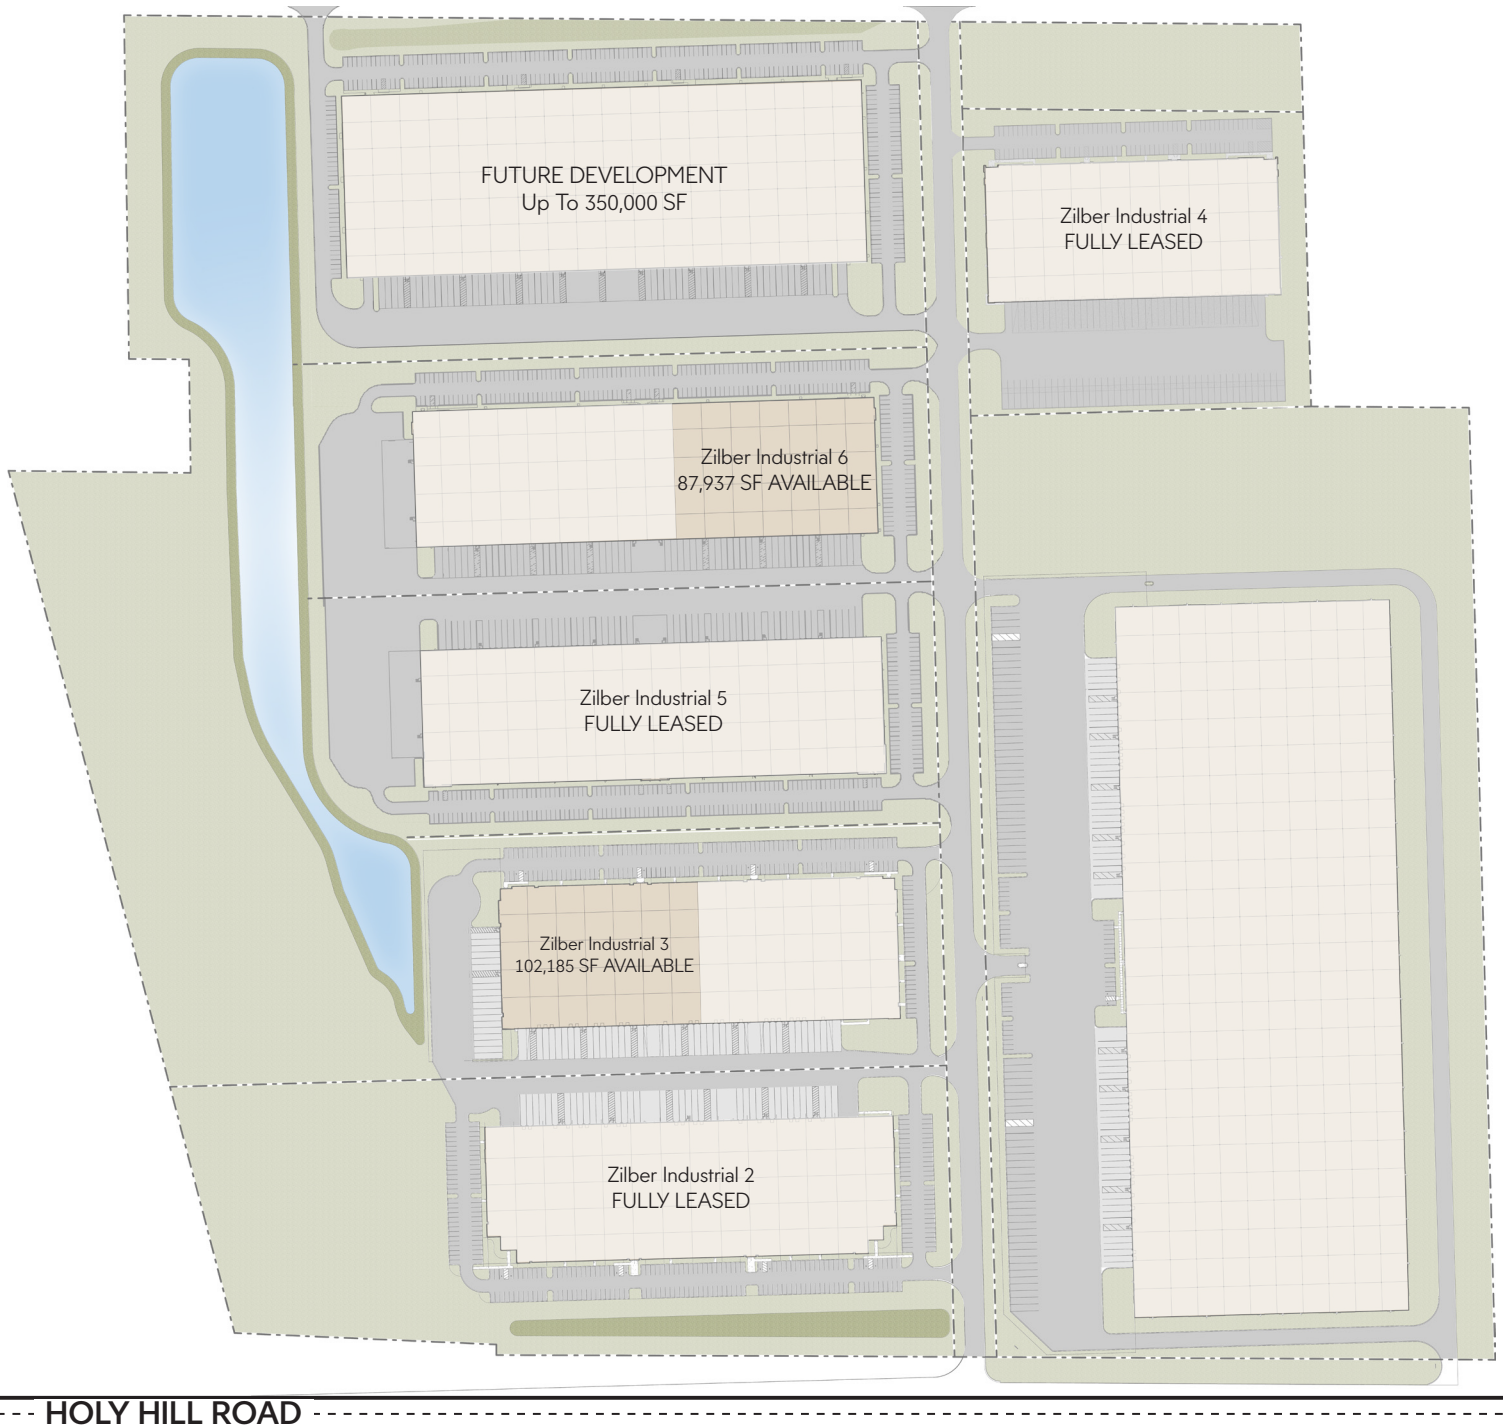 FUTURE DEVELOPMENT
Up To 350,000 SF
Zilber Industrial 4
FULLY LEASED
Zilber Industrial 6
87,937 SF AVAILABLE
Zilber Industrial 5
FULLY LEASED
Zilber Industrial 3
102,185 SF AVAILABLE
Zilber Industrial 2
FULLY LEASED
HOLY HILL ROAD